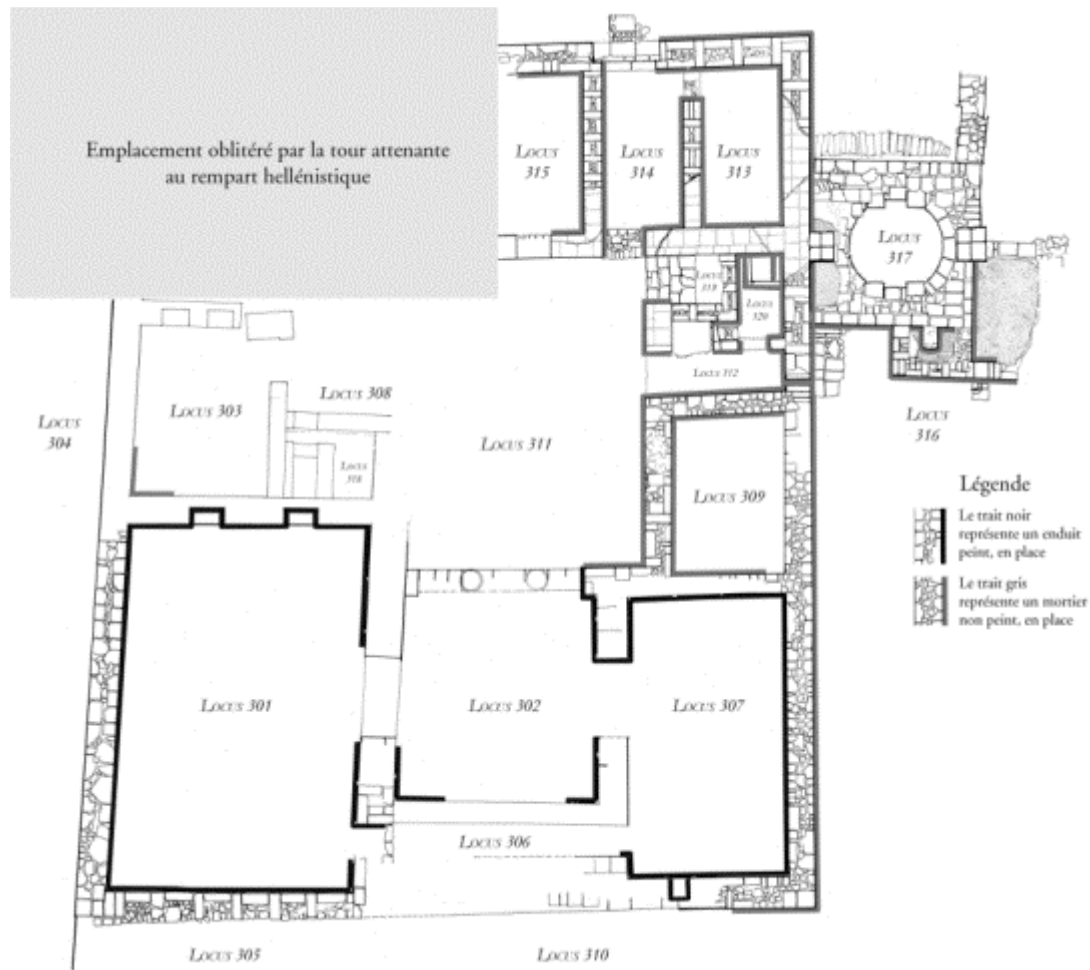 Emplacement oblitéré par la tour attenante
au rempart hellénistique
LOCUS
315
LOCUS
314
LOCUS
313
LOCUS
317
LOCUS
319
LOCUS
320
LOCUS 312
LOCUS
316
LOCUS
304
LOCUS 303
LOCUS 308
LOCUS
318
LOCUS 311
LOCUS 309
LOCUS 301
LOCUS 302
LOCUS 307
LOCUS 306
LOCUS 305
LOCUS 310
Légende
Le trait noir
représente un enduit
peint, en place
Le trait gris
représente un mortier
non peint, en place